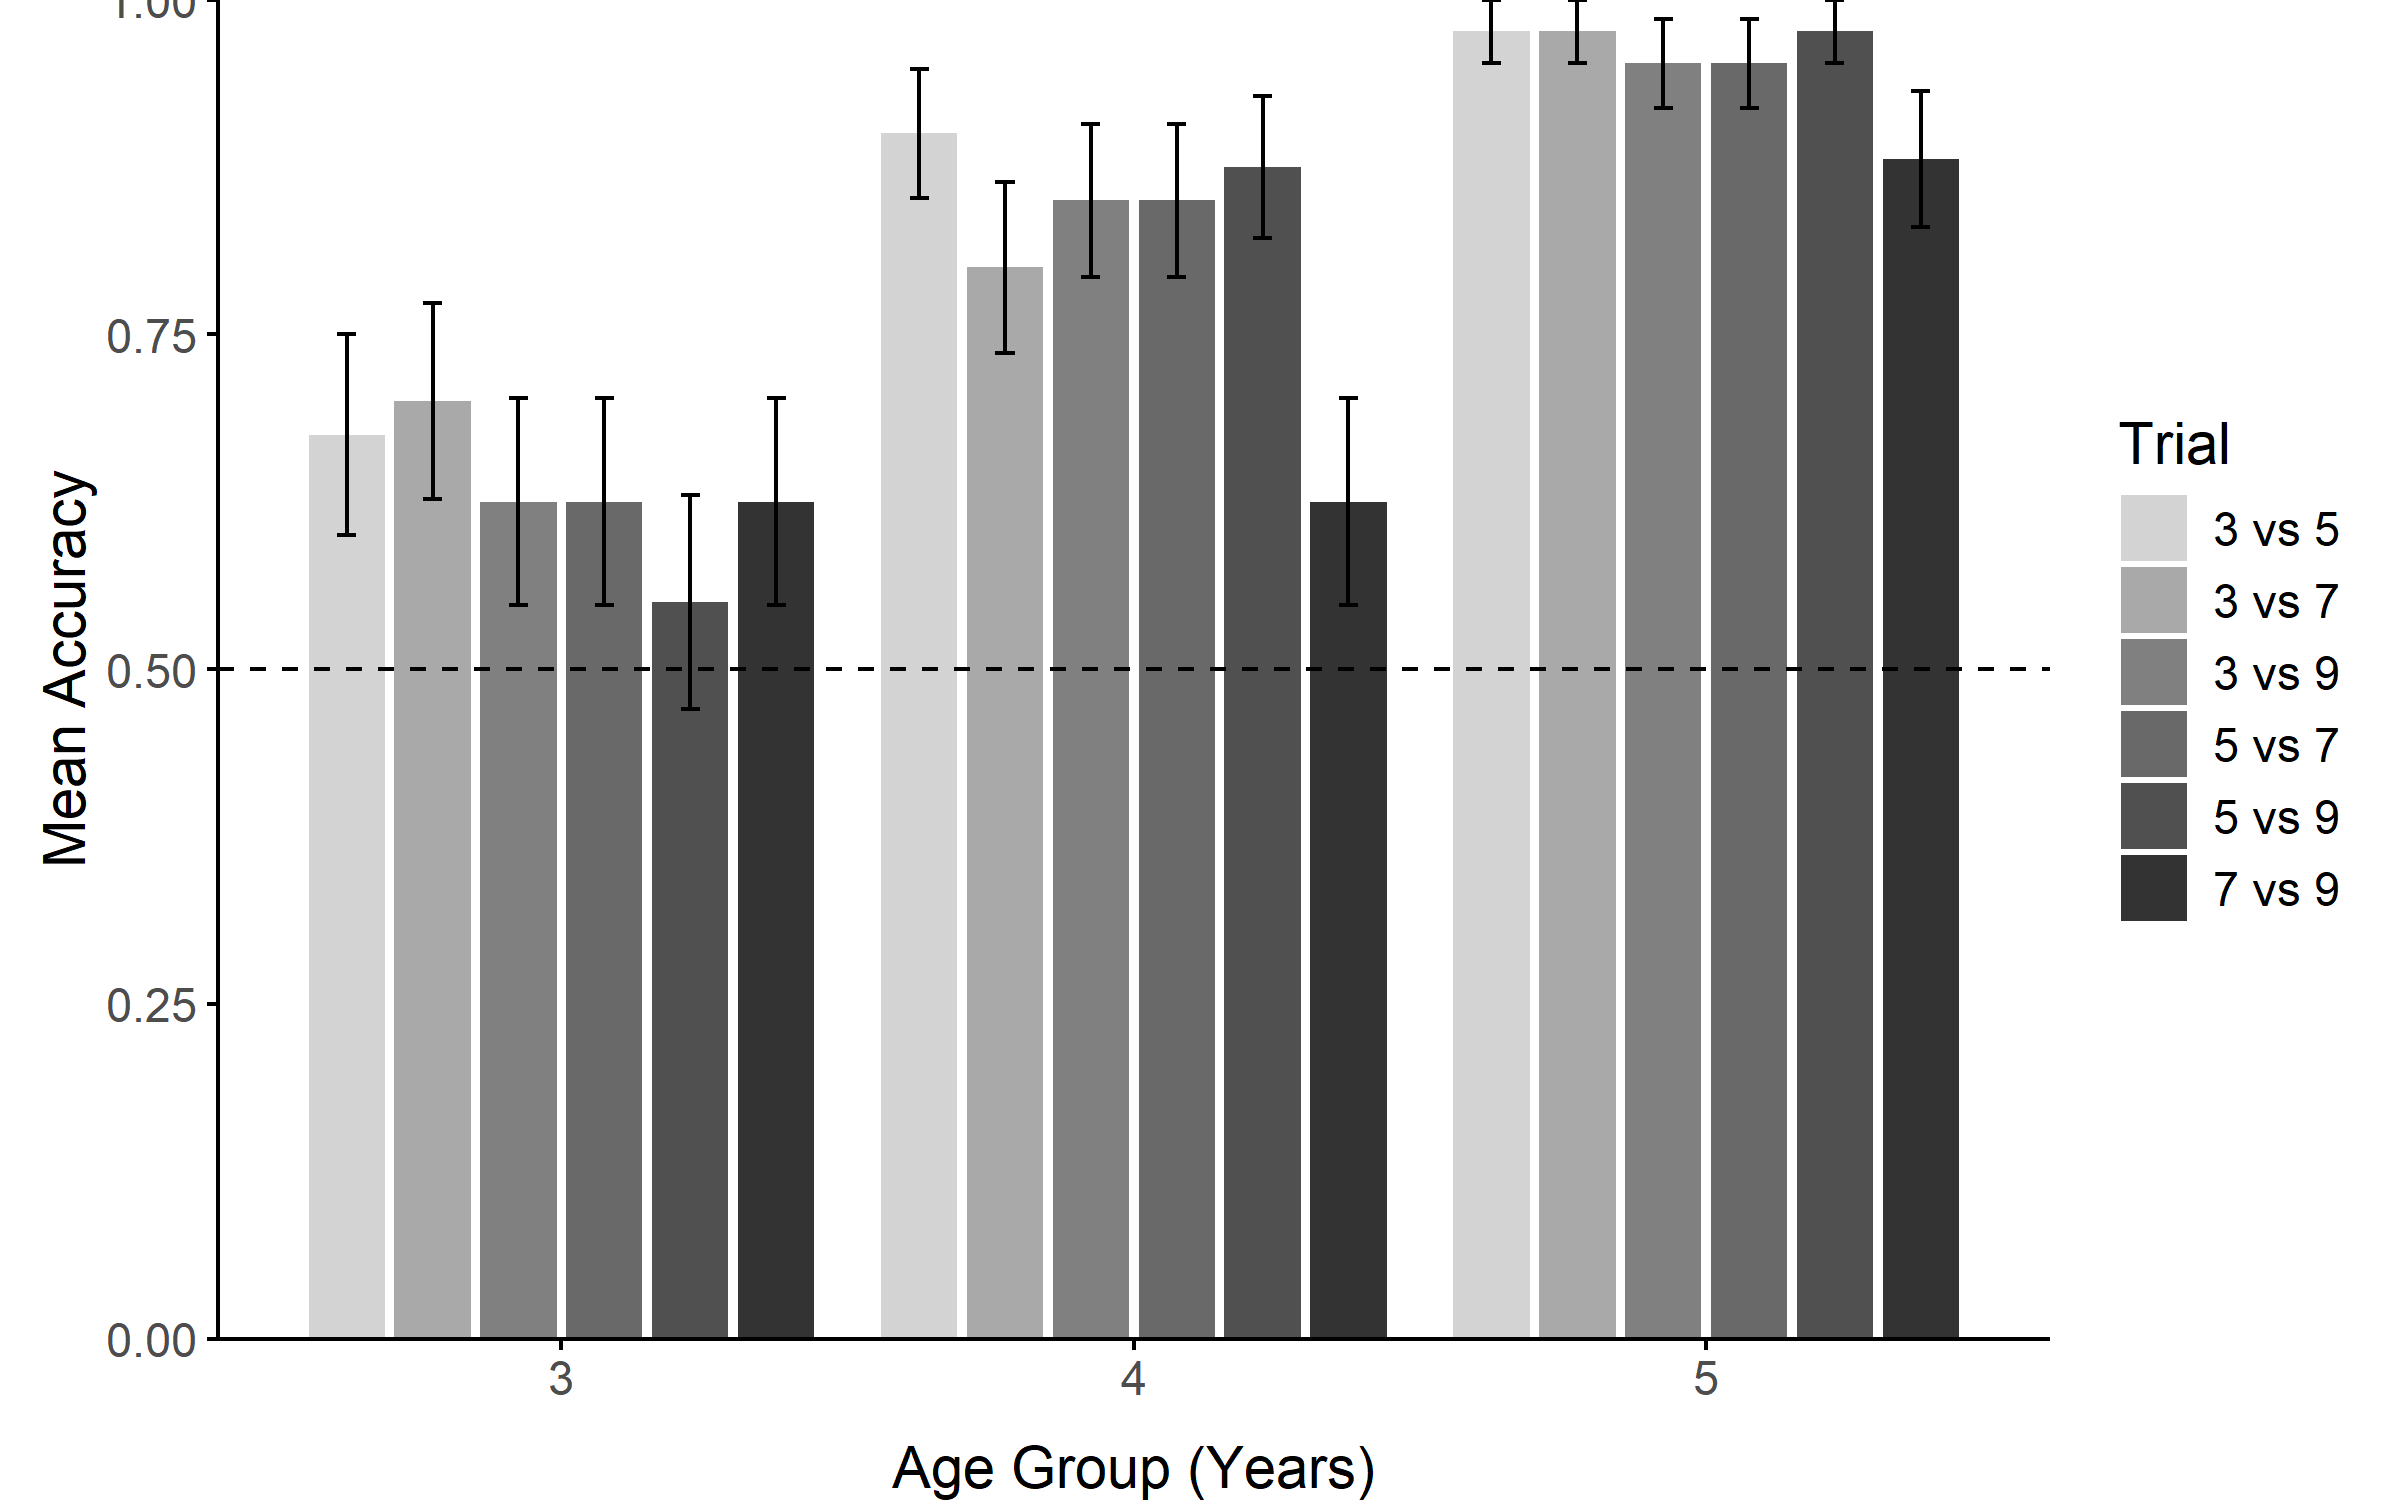 1.00
0.75
0.50
0.25
0.00
Mean Accuracy
3 4 5
Age Group (Years)
Trial
3 vs 5
3 vs 7
3 vs 9
5 vs 7
5 vs 9
7 vs 9